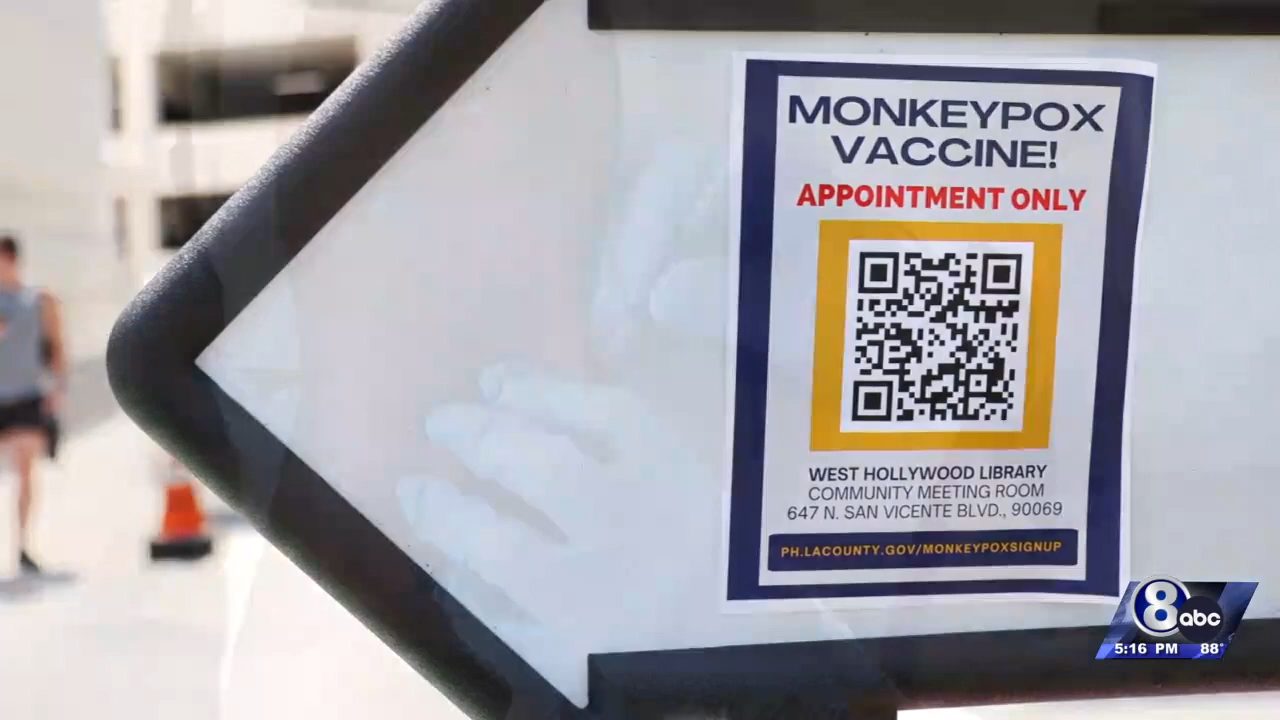 MONKEYPOX
VACCINE!
APPOINTMENT ONLY
WEST HOLLYWOOD LIBRARY
COMMUNITY MEETING ROOM
647 N. SAN VICENTE BLVD., 90069
PH.LACOUNTY.GOV/MONKEYPOXSIGNUP
8 abc
5:16 PM 88°